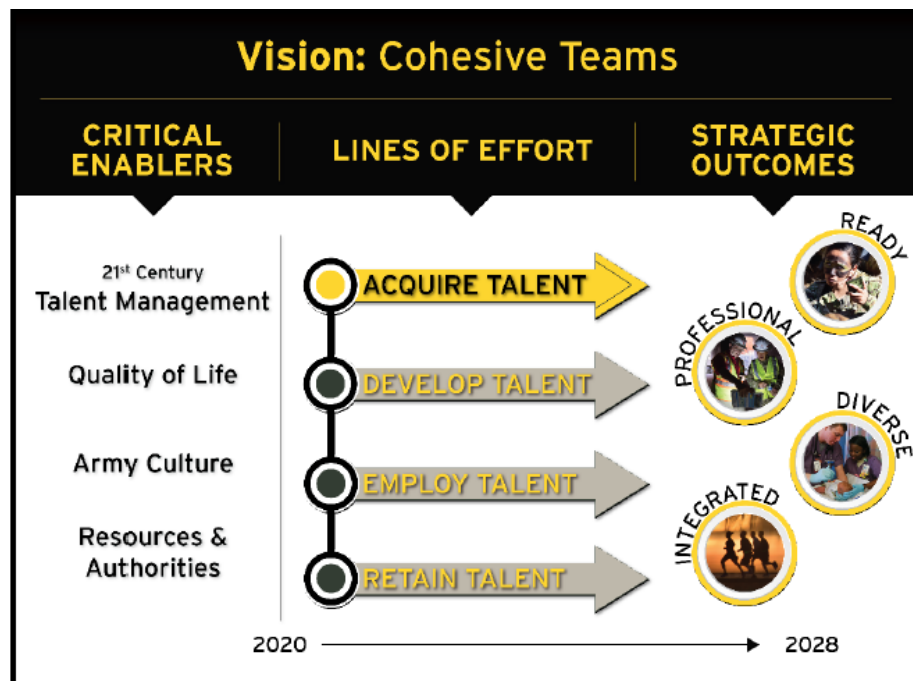 Vision: Cohesive Teams
CRITICAL
ENABLERS
LINES OF EFFORT
STRATEGIC
OUTCOMES
21st Century
Talent Management
Quality of Life
Army Culture
Resources &
Authorities
ACQUIRE TALENT
DEVELOP TALENT
EMPLOY TALENT
RETAIN TALENT
READY
PROFESSIONAL
DIVERSE
INTEGRATED
2020
2028